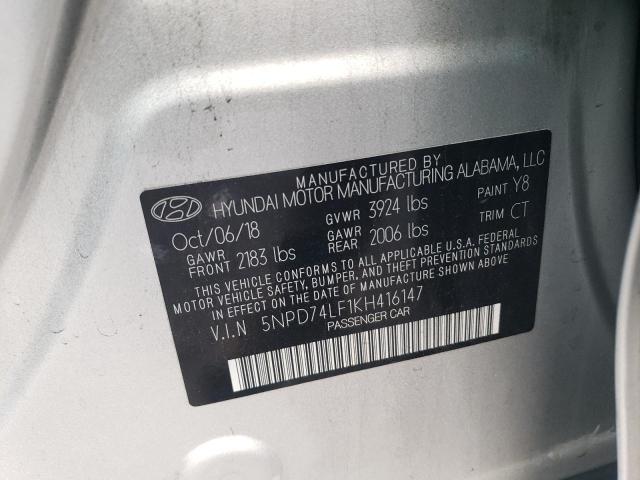 MANUFACTURED BY
HYUNDAI MOTOR MANUFACTURING ALABAMA, LLC
Oct/06/18 GVWR 3924 lbs PAINT Y8
GAWR FRONT 2183 lbs GAWR REAR 2006 lbs TRIM CT
THIS VEHICLE CONFORMS TO ALL APPLICABLE U.S.A. FEDERAL
MOTOR VEHICLE SAFETY, BUMPER, AND THEFT PREVENTION STANDARDS
IN EFFECT ON THE DATE OF MANUFACTURE SHOWN ABOVE.
V.I.N 5NPD74LF1KH416147
PASSENGER CAR